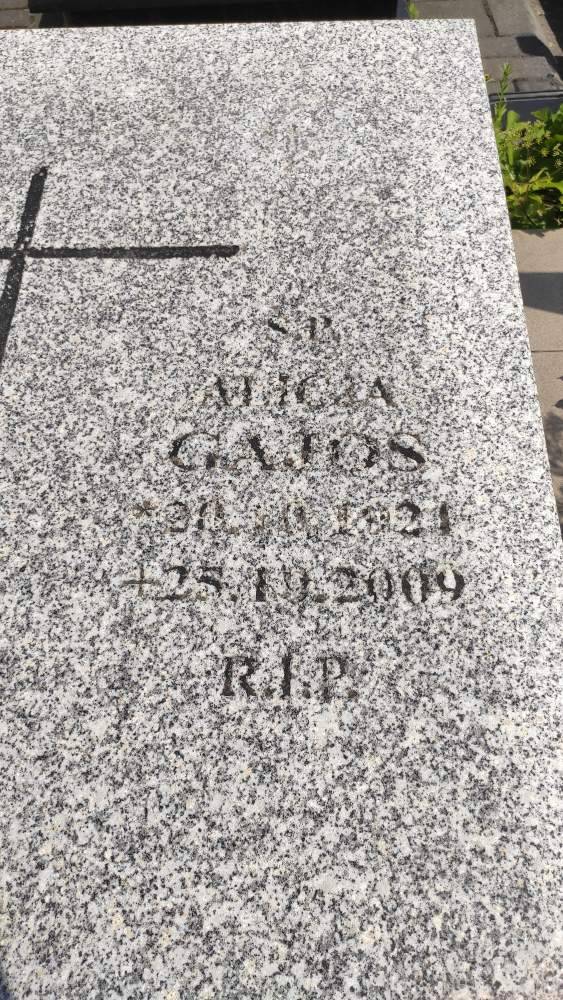 Ś.P.
ALICJA
GAJOS
*20.10.1921
+25.10.2009
R.I.P.